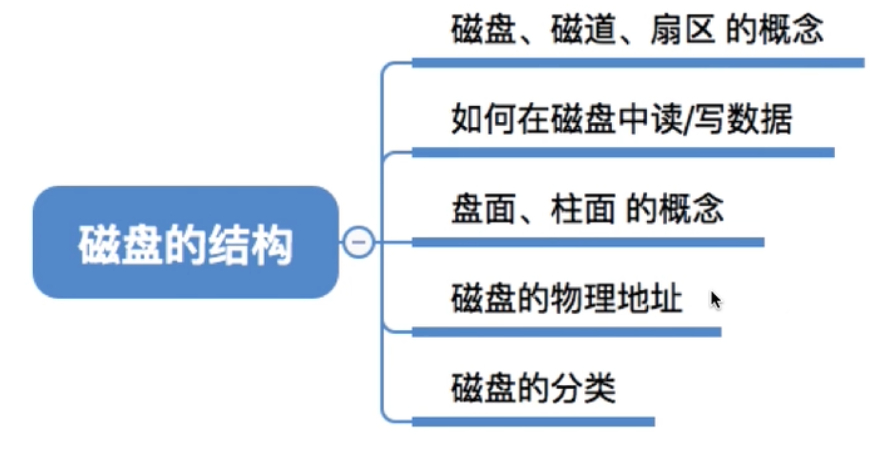 磁盘、磁道、扇区 的概念
如何在磁盘中读/写数据
盘面、柱面 的概念
磁盘的结构
磁盘的物理地址
磁盘的分类